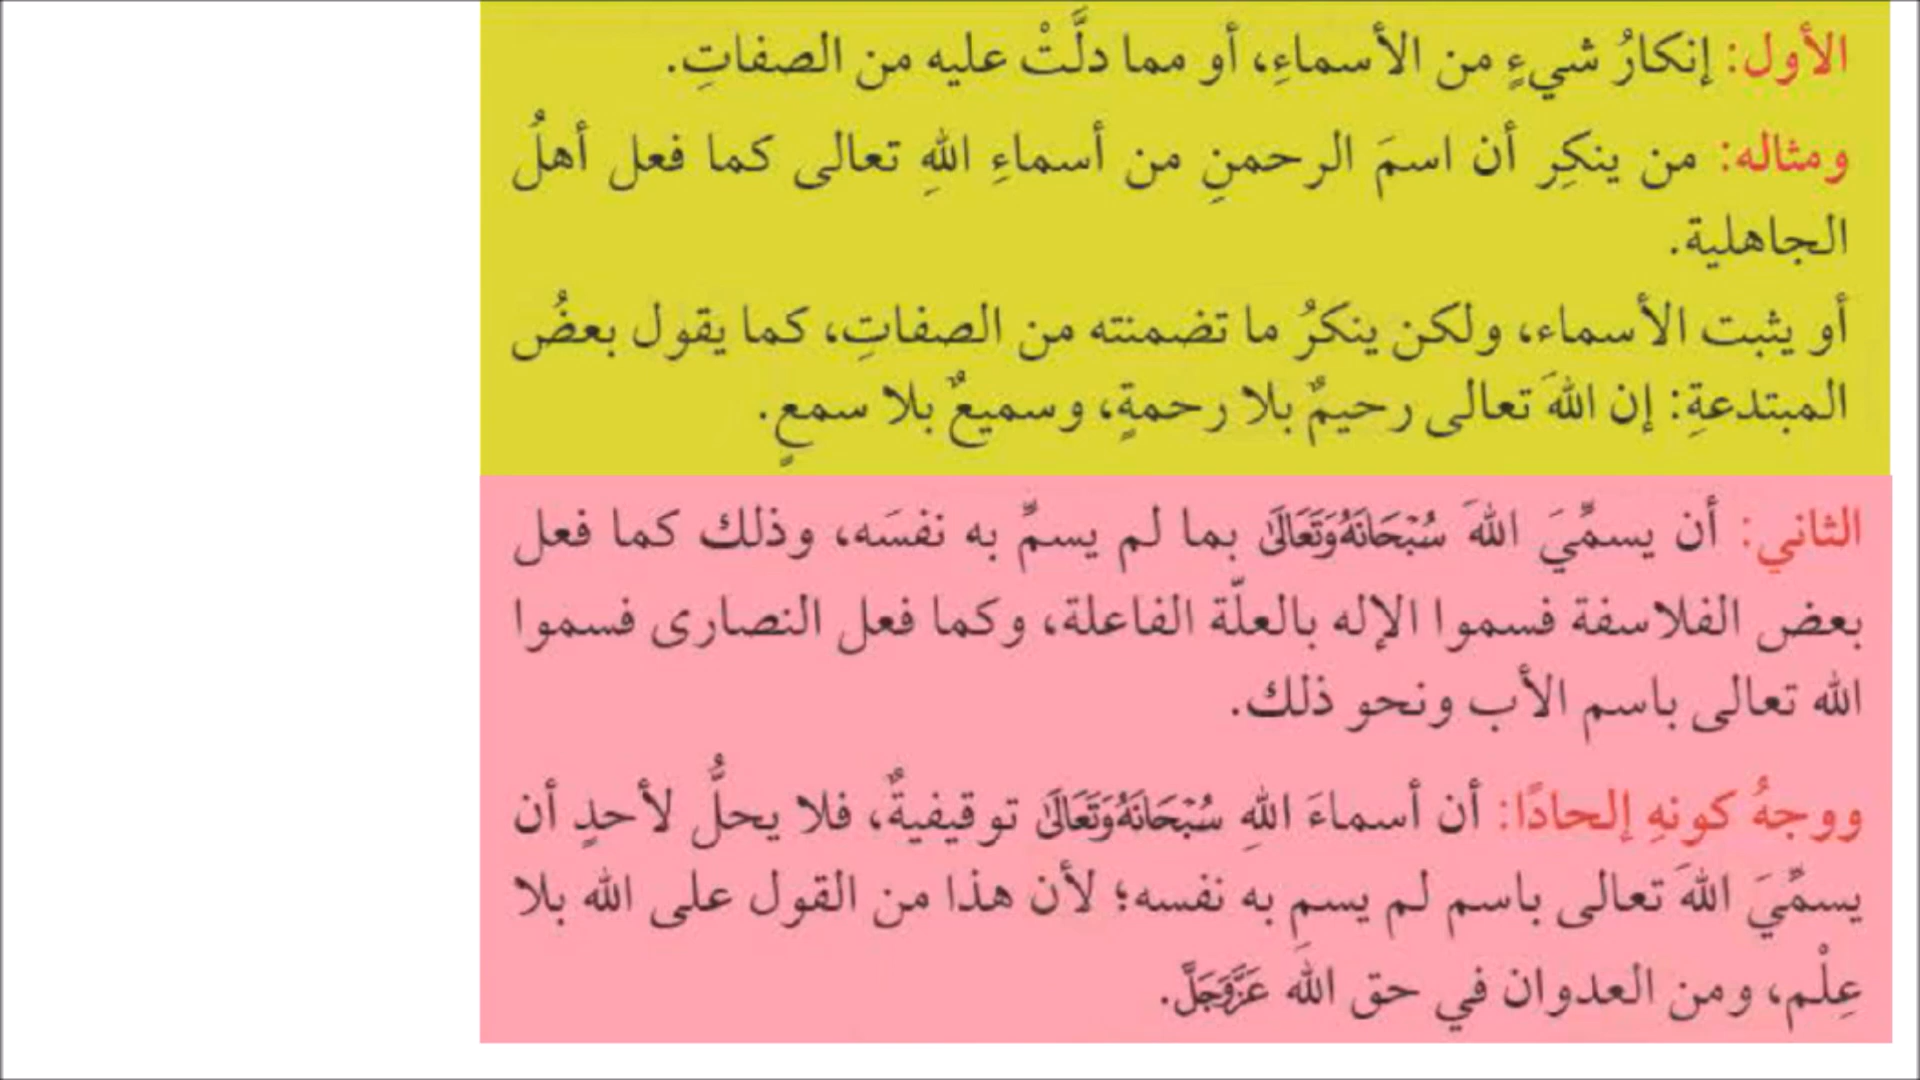 الأول: إنكارُ شيءٍ من الأسماءِ، أو مما دلَّتْ عليه من الصفاتِ.
ومثاله: من ينكِر أن اسمَ الرحمنِ من أسماءِ اللهِ تعالى كما فعل أهلُ
الجاهلية.
أو يثبت الأسماء، ولكن ينكرُ ما تضمنته من الصفاتِ، كما يقول بعضُ
المبتدعةِ: إن اللهَ تعالى رحيمٌ بلا رحمةٍ، وسميعٌ بلا سمعٍ.
الثاني: أن يسمِّيَ اللهَ سُبْحَانَهُ وَتَعَالَى بما لم يسمِّ به نفسَه، وذلك كما فعل
بعض الفلاسفة فسموا الإله بالعلّة الفاعلة، وكما فعل النصارى فسموا
الله تعالى باسم الأب ونحو ذلك.
ووجهُ كونهِ إلحادًا: أن أسماءَ اللهِ سُبْحَانَهُ وَتَعَالَى توقيفيةٌ، فلا يحلُّ لأحدٍ أن
يسمِّيَ اللهَ تعالى باسم لم يسمِ به نفسه؛ لأن هذا من القول على الله بلا
عِلْم، ومن العدوان في حق اللهَ عَزَّوَجَلَّ.